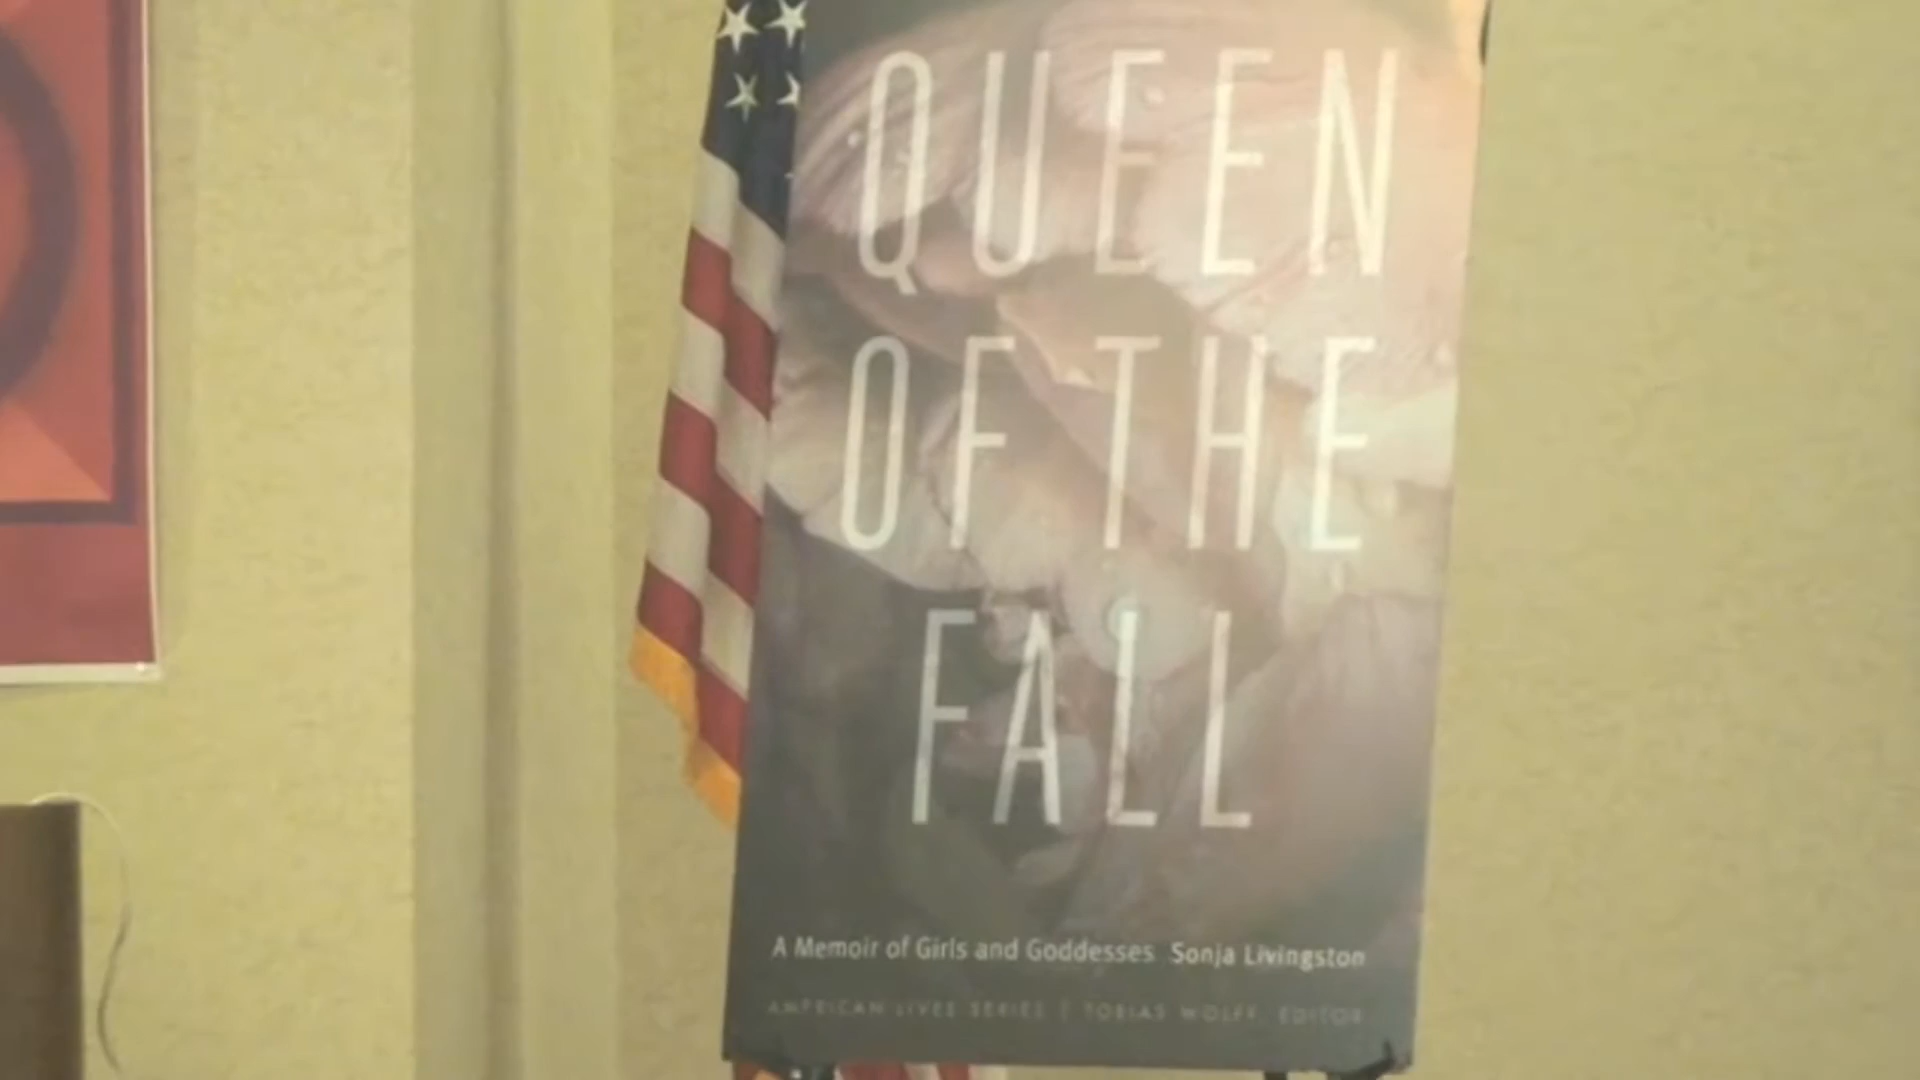 QUEEN
OF THE
FALL
A Memoir of Girls and Goddesses Sonja Livingston
AMERICAN LIVES SERIES | TOBIAS WOLFF, EDITOR